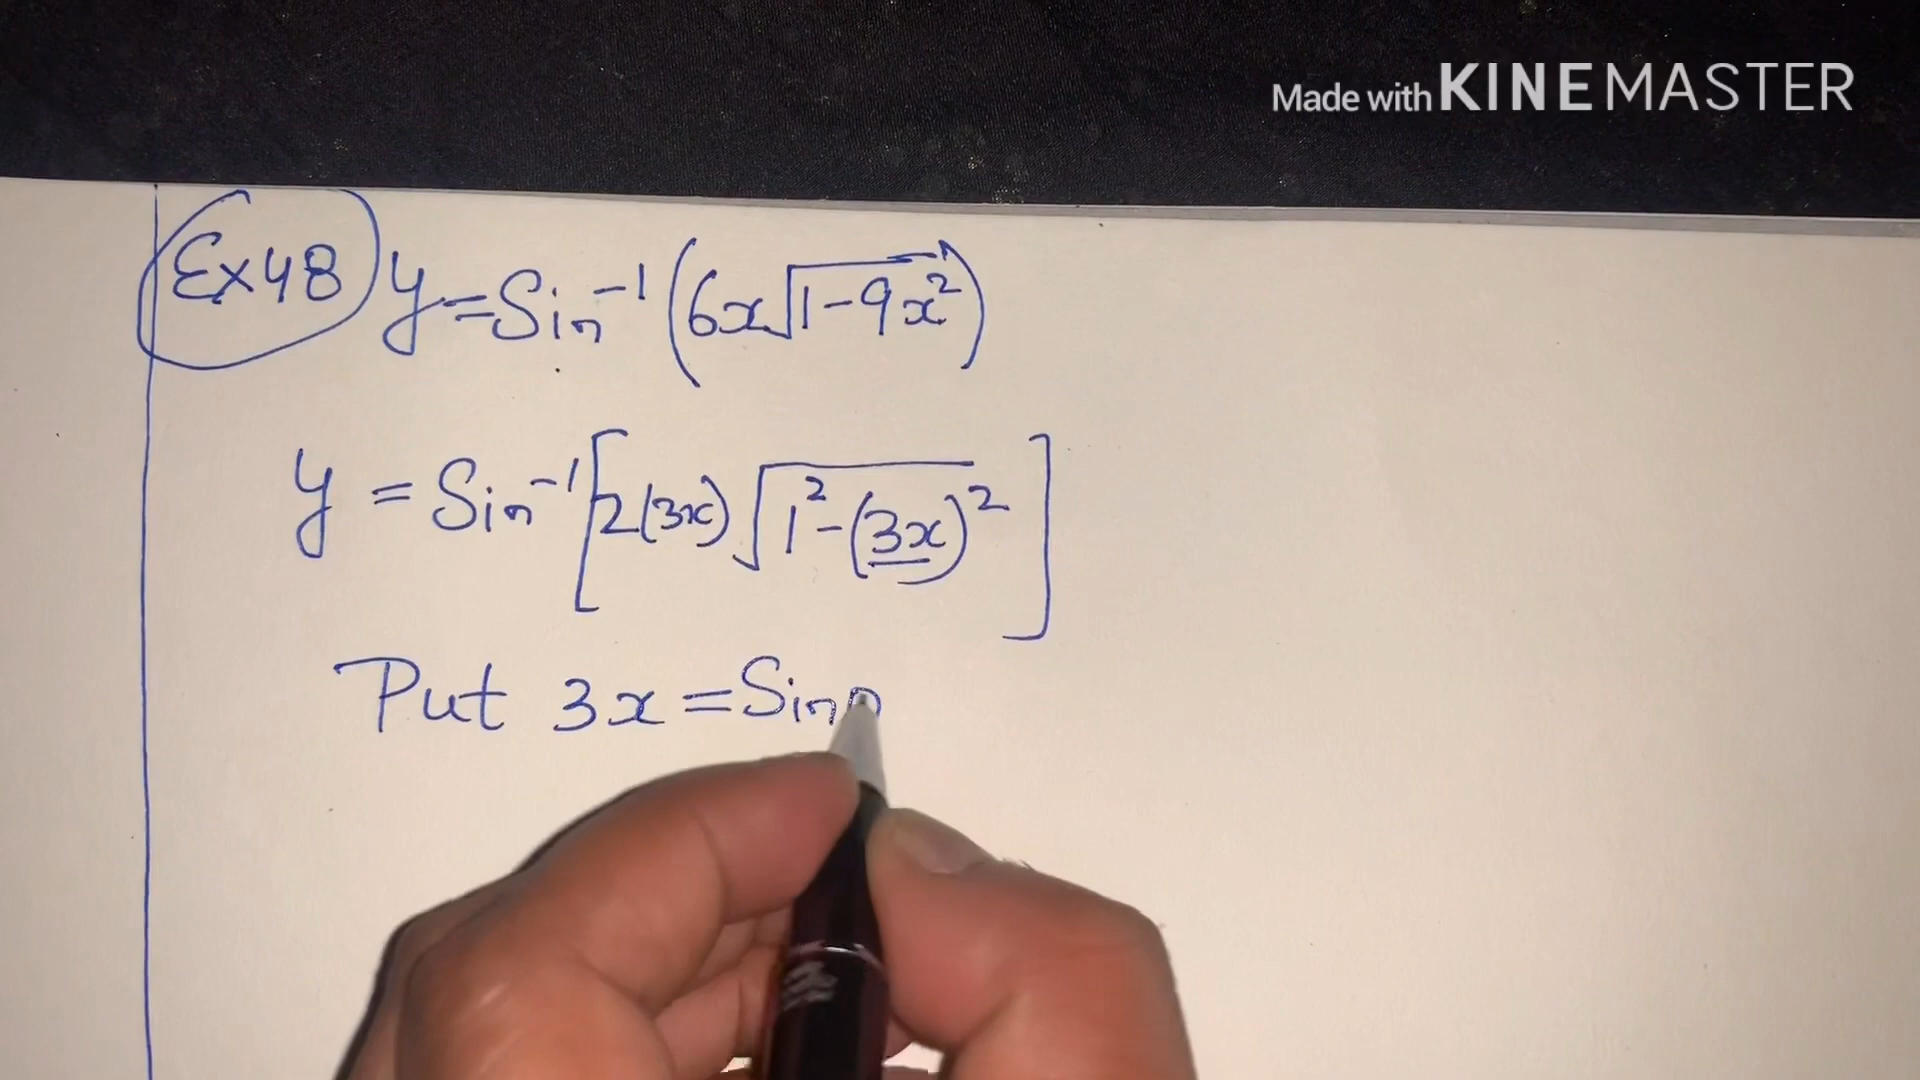 Made with KINEMASTER
Ex48 y=Sin⁻¹(6x√1-9x²)
y = Sin⁻¹[2(3x)√1²-(3x)²]
Put 3x=Sin